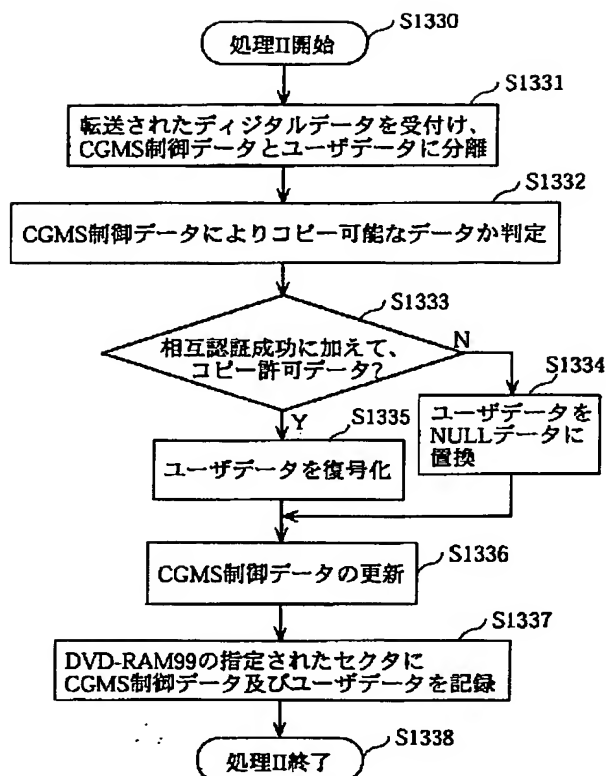 S1330
処理II開始
S1331
転送されたディジタルデータを受付け、
CGMS制御データとユーザデータに分離
S1332
CGMS制御データによりコピー可能なデータか判定
S1333
相互認証成功に加えて、
コピー許可データ?
N
S1334
ユーザデータを
NULLデータに
置換
Y
S1335
ユーザデータを復号化
S1336
CGMS制御データの更新
S1337
DVD-RAM99の指定されたセクタに
CGMS制御データ及びユーザデータを記録
S1338
処理II終了